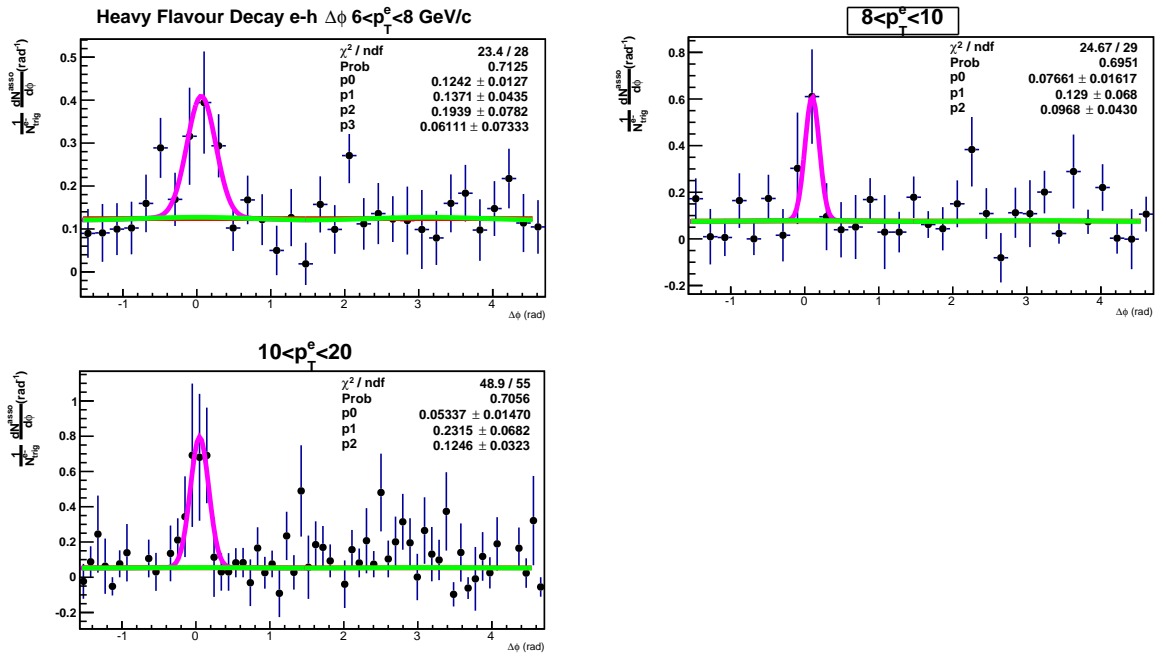 Heavy Flavour Decay e-h Δϕ 6<p_T^e<8 GeV/c
1/N_trig^e- dN^asso/dϕ (rad⁻¹)
χ² / ndf 23.4 / 28
Prob 0.7125
p0 0.1242 ± 0.0127
p1 0.1371 ± 0.0435
p2 0.1939 ± 0.0782
p3 0.06111 ± 0.07333
0.5
0.4
0.3
0.2
0.1
0
-1 0 1 2 3 4
Δϕ (rad)
8<p_T^e<10
1/N_trig^e- dN^asso/dϕ (rad⁻¹)
χ² / ndf 24.67 / 29
Prob 0.6951
p0 0.07661 ± 0.01617
p1 0.129 ± 0.068
p2 0.0968 ± 0.0430
0.8
0.6
0.4
0.2
0
-0.2
-1 0 1 2 3 4
Δϕ (rad)
10<p_T^e<20
1/N_trig^e- dN^asso/dϕ (rad⁻¹)
χ² / ndf 48.9 / 55
Prob 0.7056
p0 0.05337 ± 0.01470
p1 0.2315 ± 0.0682
p2 0.1246 ± 0.0323
1
0.8
0.6
0.4
0.2
0
-0.2
-1 0 1 2 3 4
Δϕ (rad)